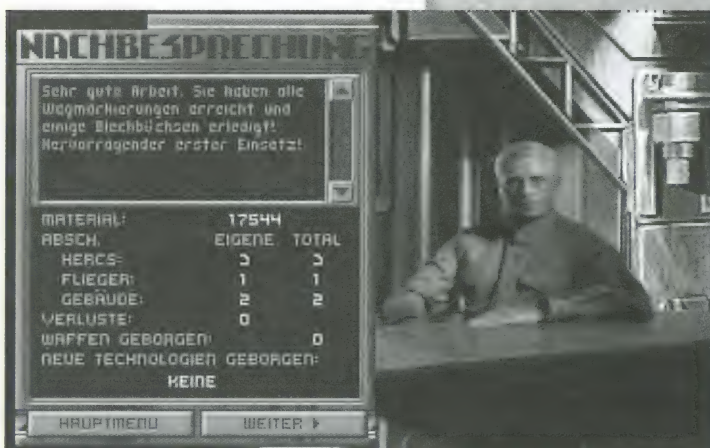 NACHBESPRECHUNG
Sehr gute Arbeit. Sie haben alle
Wegmarkierungen erreicht und
einige Blechbüchsen erledigt!
Hervorragender erster Einsatz!
MATERIAL: 17544
ABSCH. EIGENE TOTAL
HERCS: 3 3
FLIEGER: 1 1
GEBÄUDE: 2 2
VERLUSTE: 0
WAFFEN GEBORGEN: 0
NEUE TECHNOLOGIEN GEBORGEN:
KEINE
HAUPTMENU WEITER